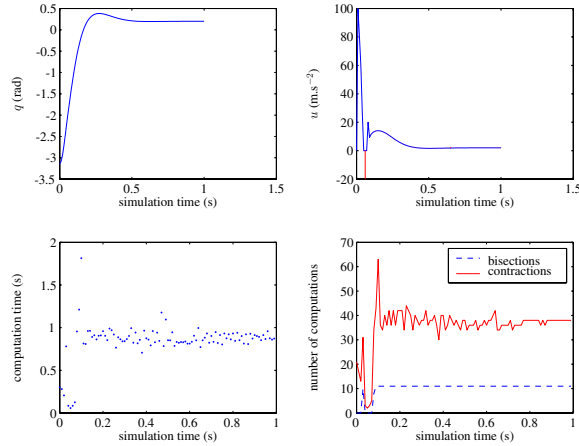 0.5
0
-0.5
-1
-1.5
-2
-2.5
-3
-3.5
q (rad)
0 0.5 1 1.5
simulation time (s)
100
80
60
40
20
0
-20
u (m.s−2)
0 0.5 1 1.5
simulation time (s)
2
1.5
1
0.5
0
computation time (s)
0 0.2 0.4 0.6 0.8 1
simulation time (s)
70
60
50
40
30
20
10
0
number of computations
bisections
contractions
0 0.2 0.4 0.6 0.8 1
simulation time (s)